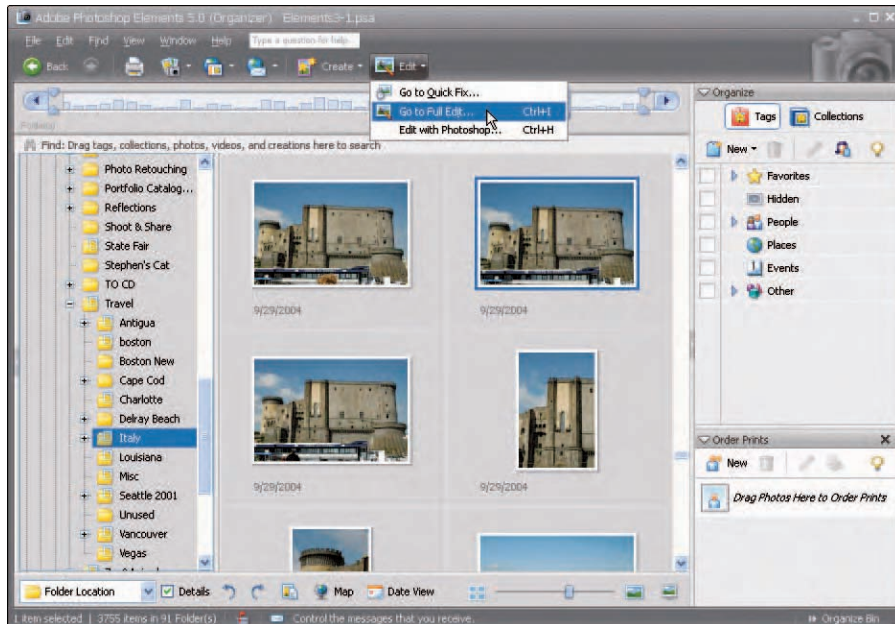 Adobe Photoshop Elements 5.0 (Organizer) Elements3-1.psa
File Edit Find View Window Help Type a question for help
Back Create Edit
Go to Quick Fix...
Go to Full Edit... Ctrl+I
Edit with Photoshop... Ctrl+H
Find: Drag tags, collections, photos, videos, and creations here to search
Photo Retouching
Portfolio Catalog...
Reflections
Shoot & Share
State Fair
Stephen's Cat
TO CD
Travel
Antigua
boston
Boston New
Cape Cod
Charlotte
Delray Beach
Italy
Louisiana
Misc
Seattle 2001
Unused
Vancouver
Vegas
9/29/2004
9/29/2004
9/29/2004
9/29/2004
Organize
Tags Collections
New
Favorites
Hidden
People
Places
Events
Other
Order Prints
New
Drag Photos Here to Order Prints
Folder Location Details Map Date View
1 item selected | 3755 items in 91 Folder(s) Control the messages that you receive. Organize Bin